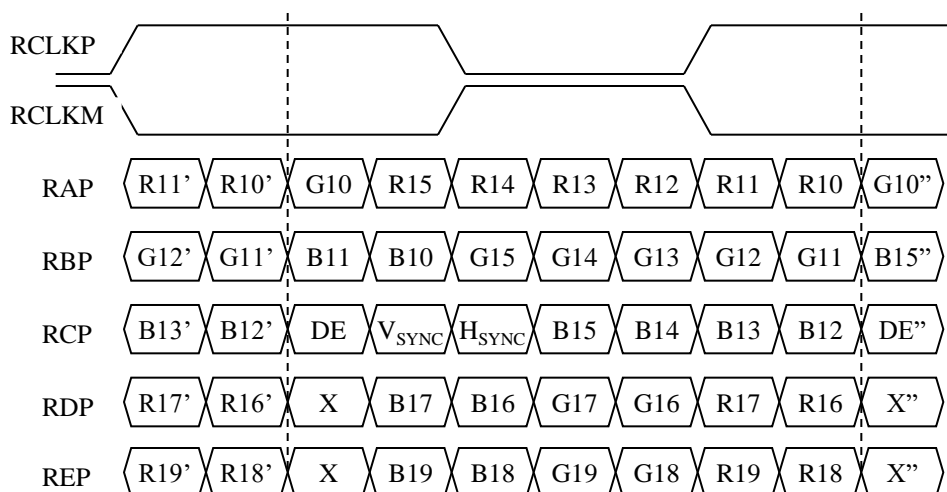 RCLKP
RCLKM
RAP R11’ R10’ G10 R15 R14 R13 R12 R11 R10 G10”
RBP G12’ G11’ B11 B10 G15 G14 G13 G12 G11 B15”
RCP B13’ B12’ DE VSYNC HSYNC B15 B14 B13 B12 DE”
RDP R17’ R16’ X B17 B16 G17 G16 R17 R16 X”
REP R19’ R18’ X B19 B18 G19 G18 R19 R18 X”